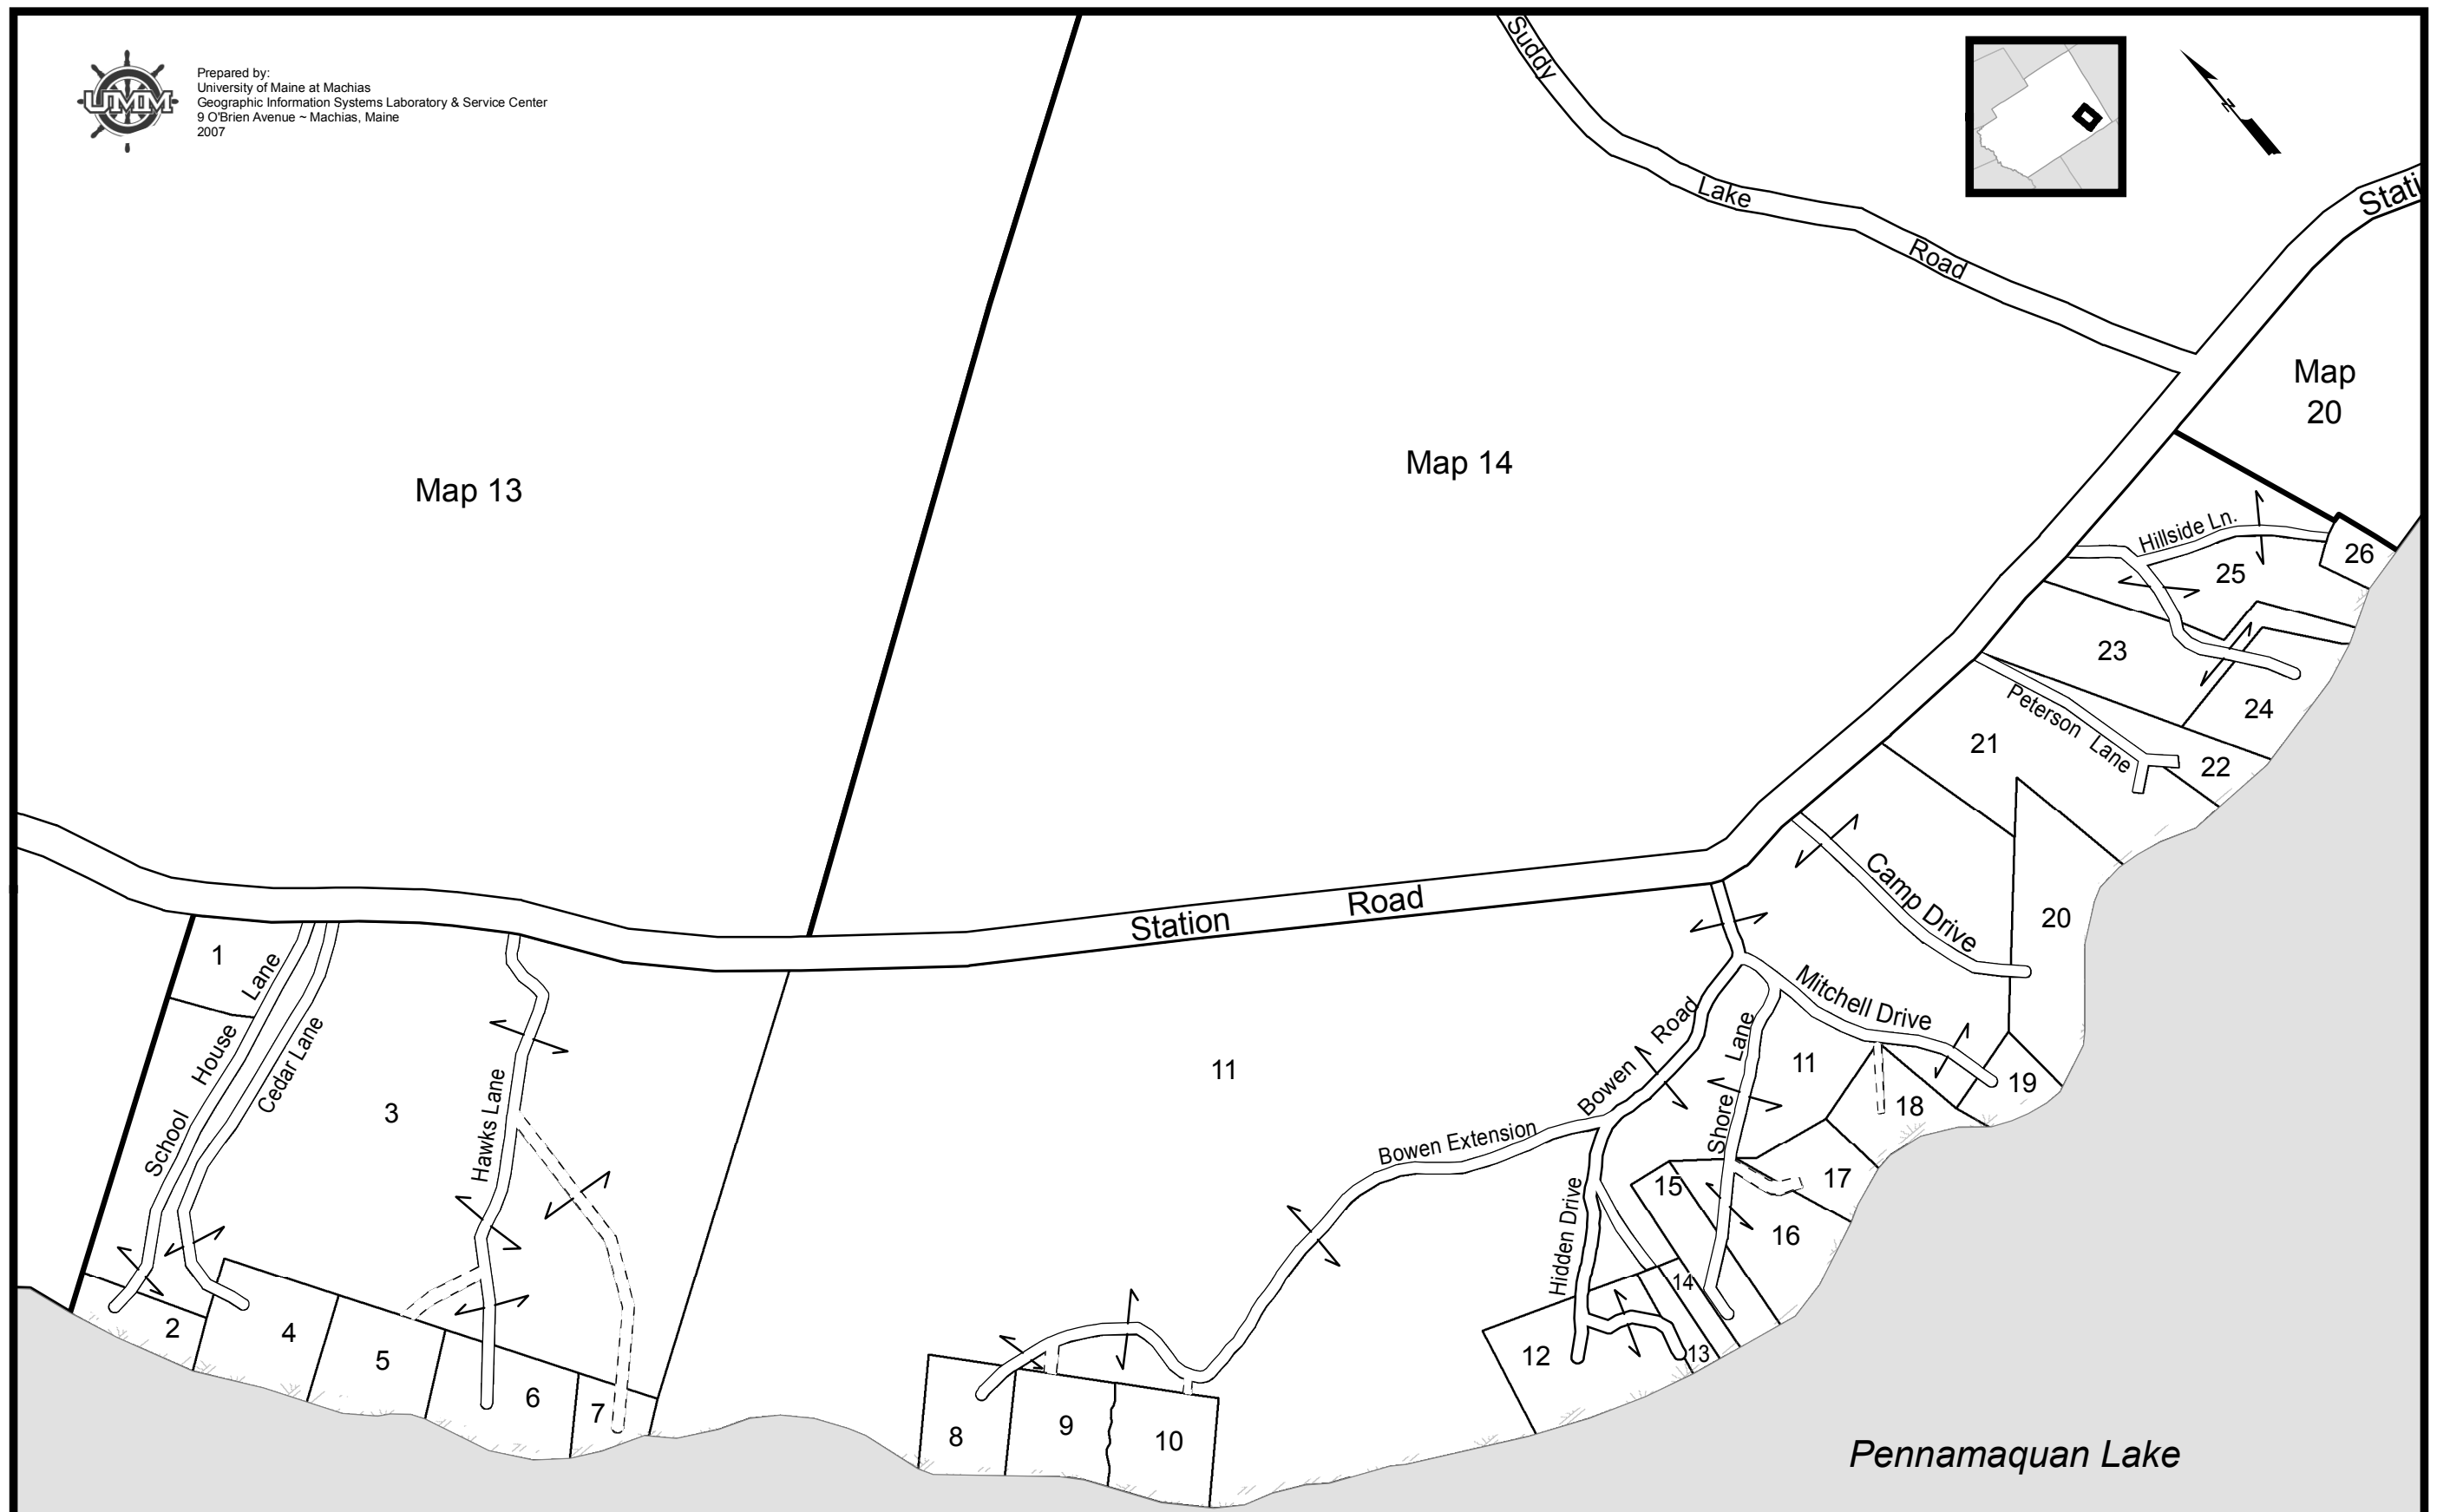 UMM
Prepared by:
University of Maine at Machias
Geographic Information Systems Laboratory & Service Center
9 O'Brien Avenue ~ Machias, Maine
2007
Suddy
Lake
Road
N
Stati
Map
20
Map 13
Map 14
Hillside Ln.
26
25
23
24
Peterson Lane
21
22
Camp Drive
20
Station Road
1
School House Lane
Cedar Lane
3
Hawks Lane
11
Bowen Road
Bowen Extension
Mitchell Drive
Shore Lane
11
19
18
17
15
16
Hidden Drive
14
13
12
2
4
5
6
7
8
9
10
Pennamaquan Lake